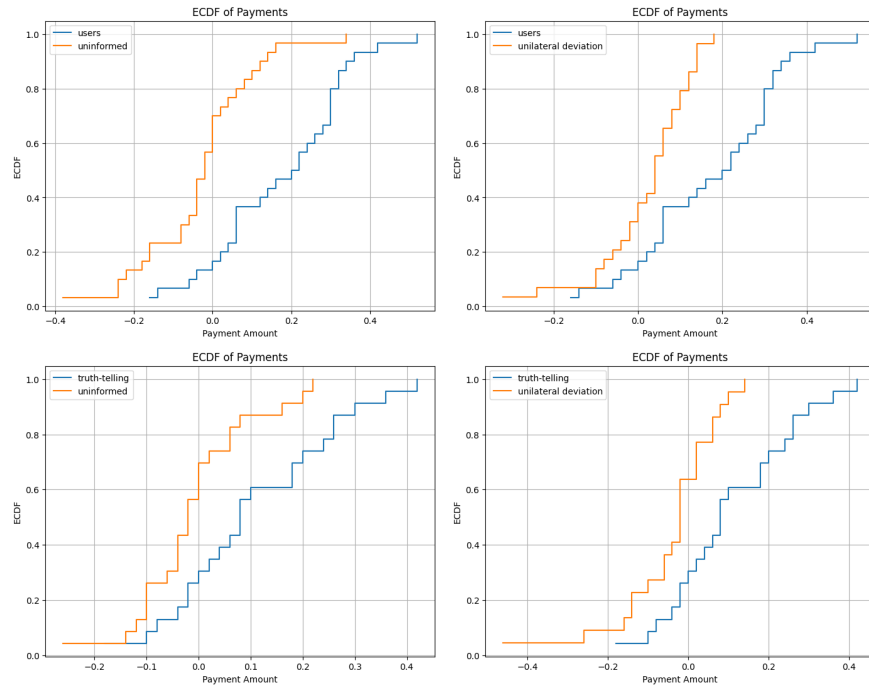 ECDF of Payments
users
uninformed
1.0
0.8
0.6
0.4
0.2
0.0
ECDF
−0.4
−0.2
0.0
0.2
0.4
Payment Amount
ECDF of Payments
users
unilateral deviation
1.0
0.8
0.6
0.4
0.2
0.0
ECDF
−0.2
0.0
0.2
0.4
Payment Amount
ECDF of Payments
truth-telling
uninformed
1.0
0.8
0.6
0.4
0.2
0.0
ECDF
−0.2
−0.1
0.0
0.1
0.2
0.3
0.4
Payment Amount
ECDF of Payments
truth-telling
unilateral deviation
1.0
0.8
0.6
0.4
0.2
0.0
ECDF
−0.4
−0.2
0.0
0.2
0.4
Payment Amount